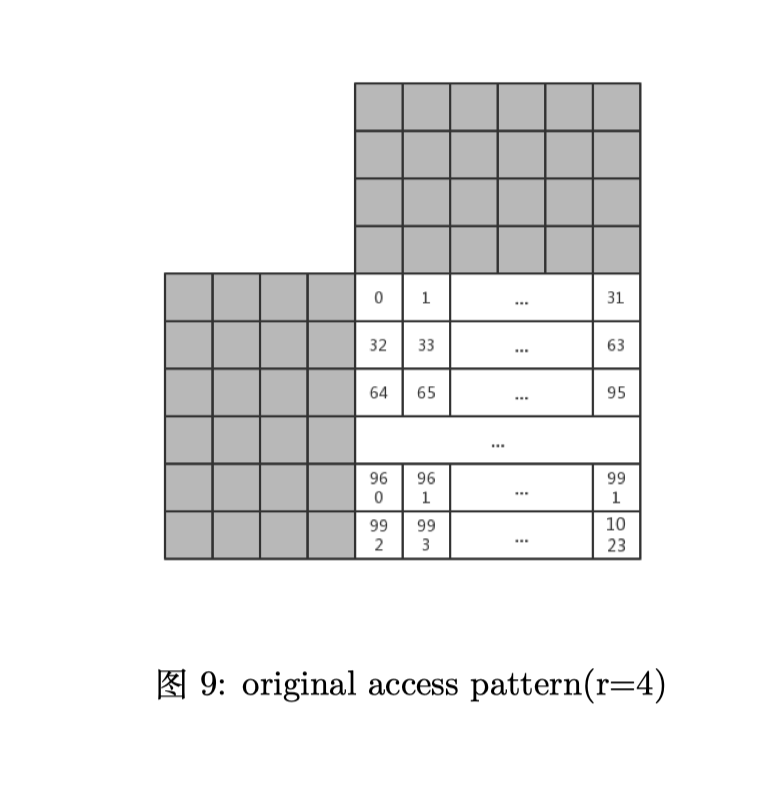 0 1 ... 31
32 33 ... 63
64 65 ... 95
...
96 96 ... 99
0 1 1
99 99 ... 10
2 3 23
图 9: original access pattern(r=4)